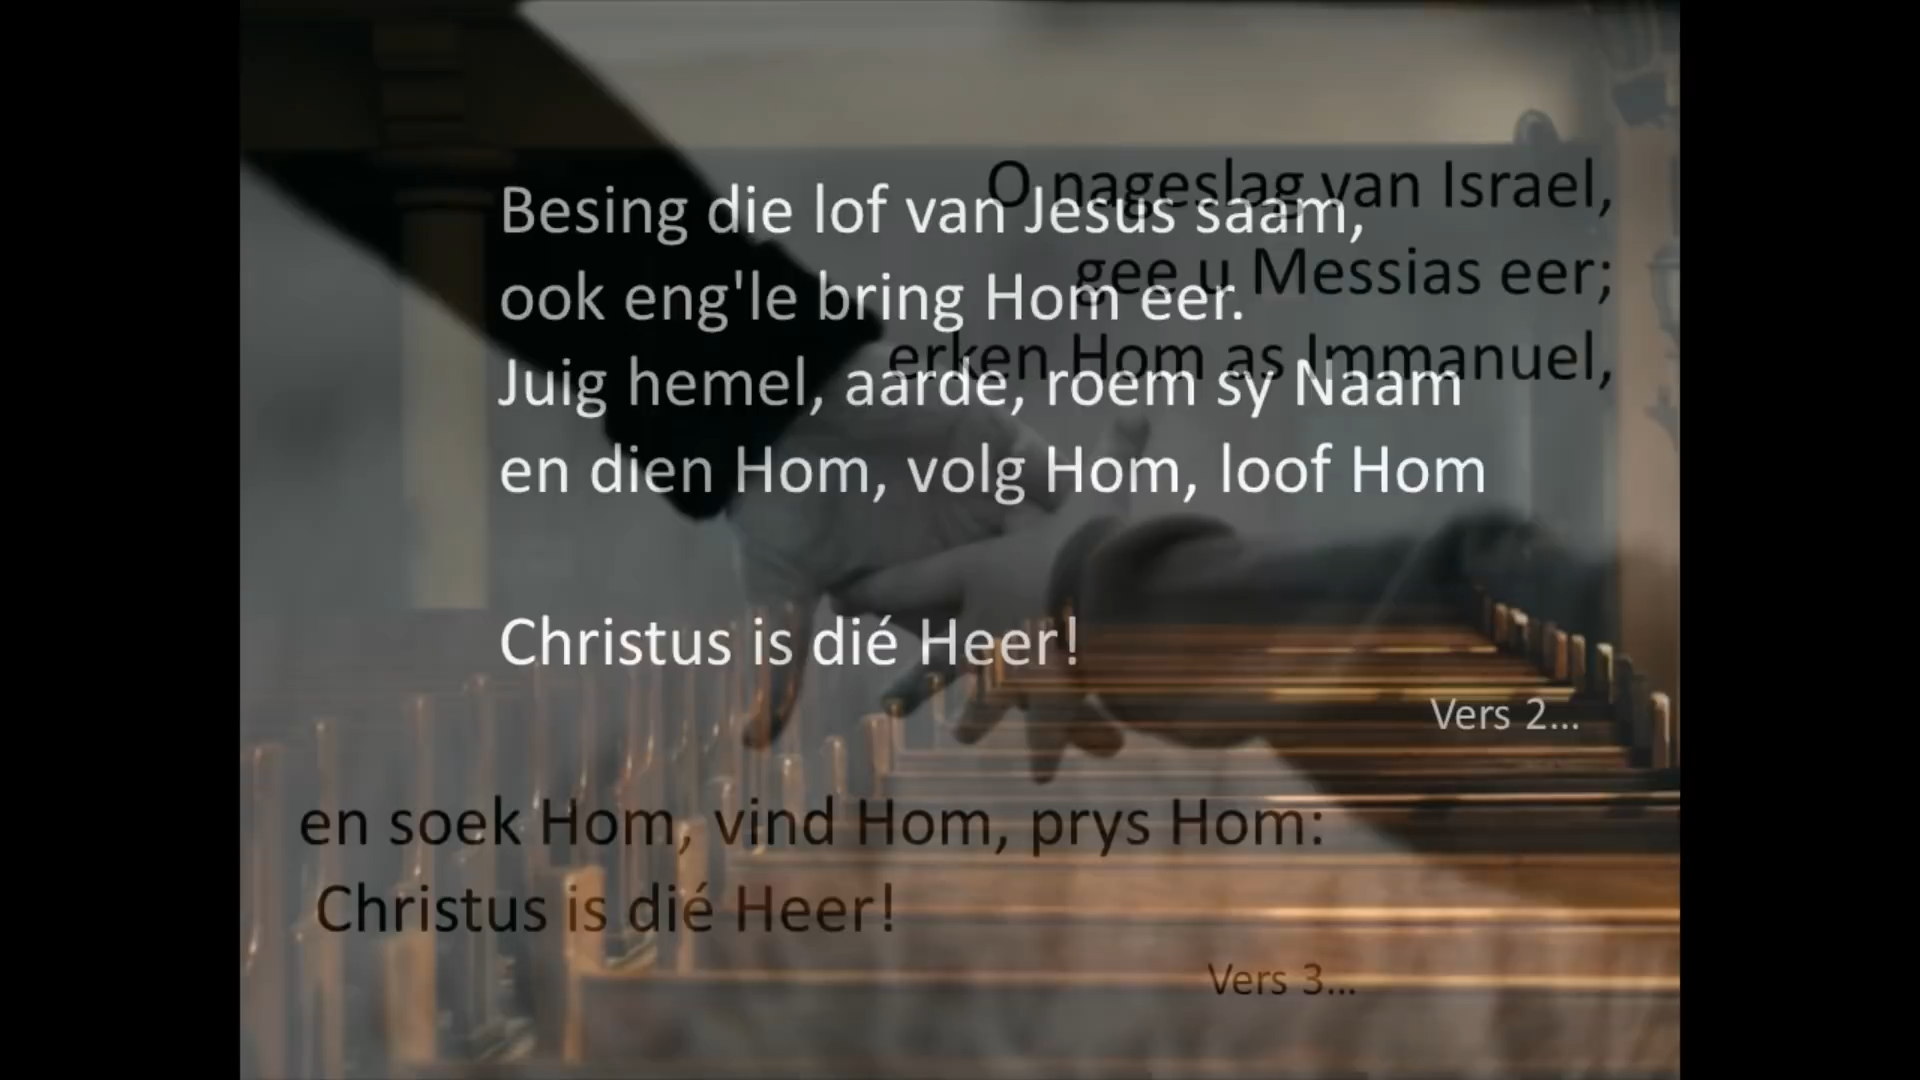 Besing die lof van Jesus saam,
ook eng'le bring Hom eer.
Juig hemel, aarde, roem sy Naam
en dien Hom, volg Hom, loof Hom
Christus is dié Heer!
Vers 2...
O nageslag van Israel,
gee u Messias eer;
erken Hom as Immanuel,
en soek Hom, vind Hom, prys Hom:
Christus is dié Heer!
Vers 3...